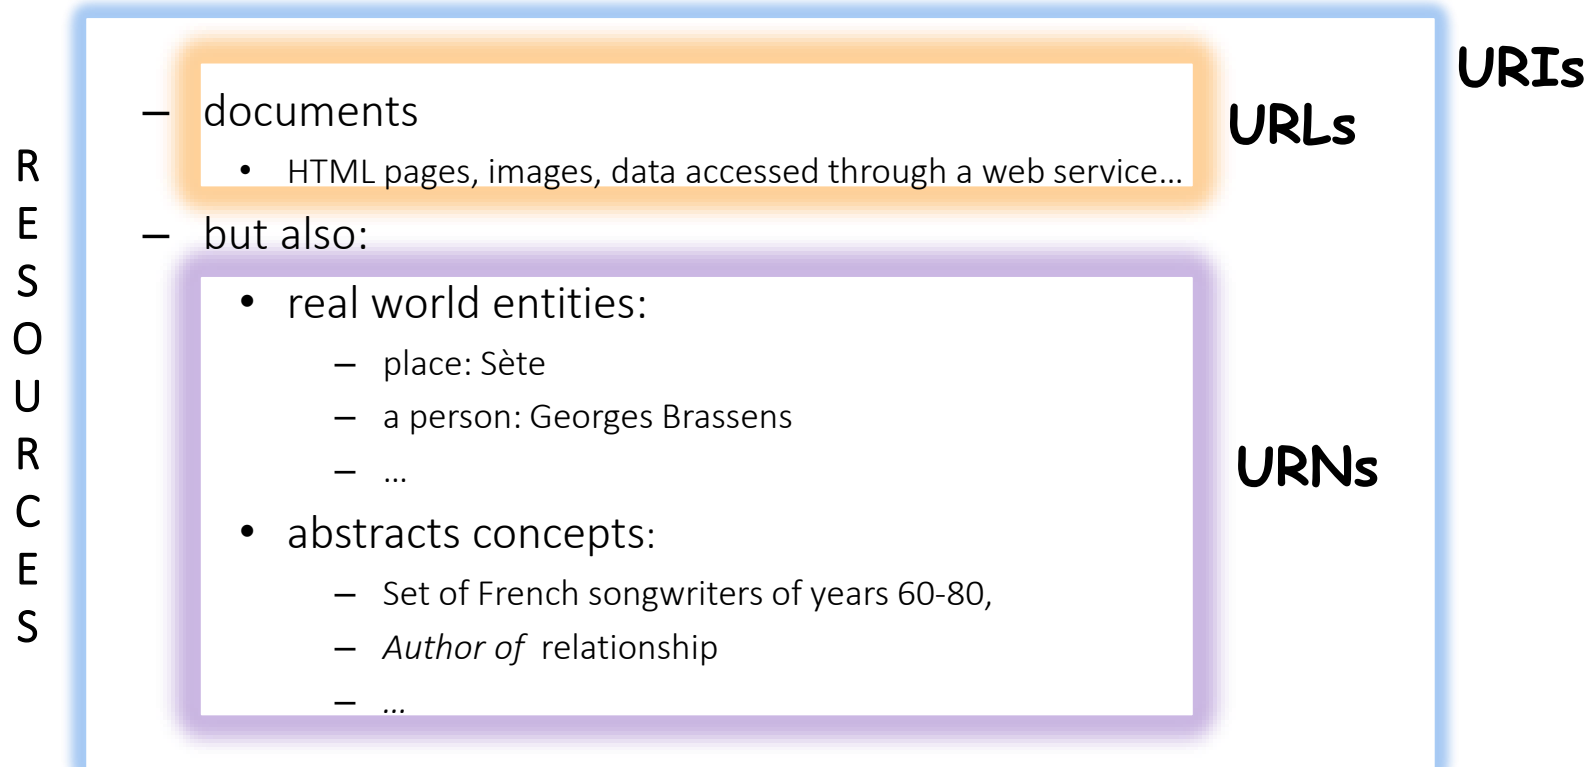 URIs
– documents
URLs
• HTML pages, images, data accessed through a web service...
– but also:
• real world entities:
– place: Sète
– a person: Georges Brassens
– ...
URNs
• abstracts concepts:
– Set of French songwriters of years 60-80,
– Author of relationship
– ...
R
E
S
O
U
R
C
E
S